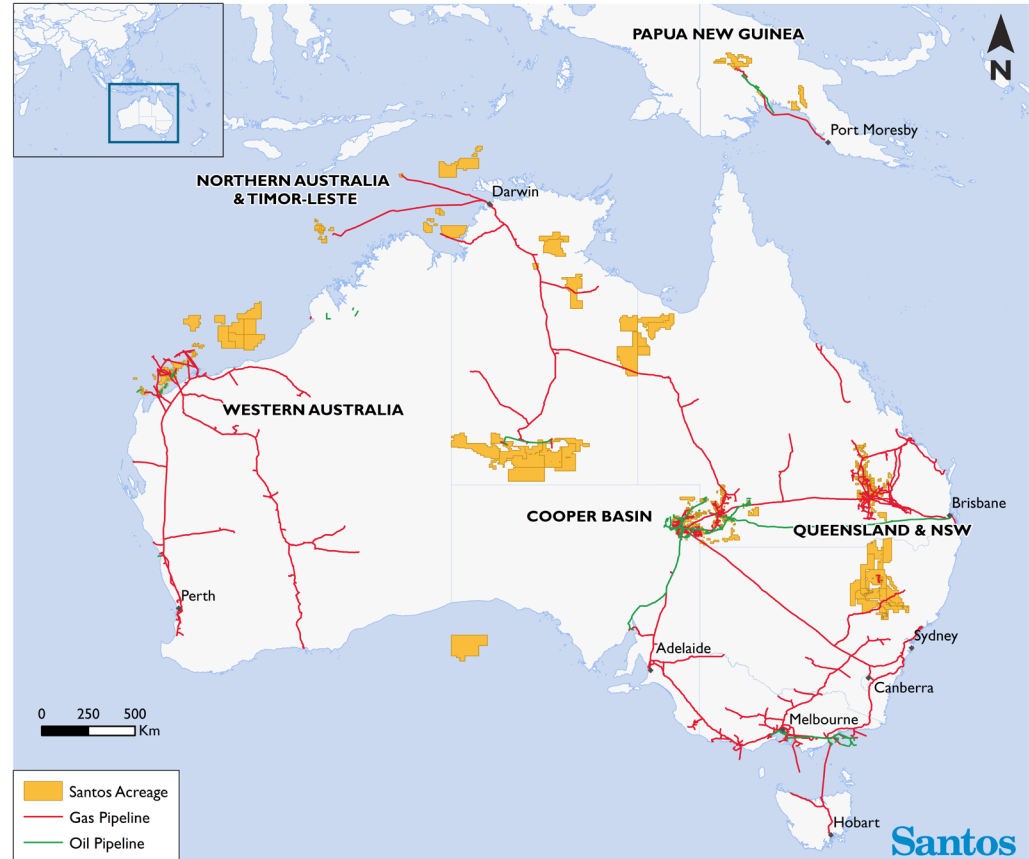 PAPUA NEW GUINEA
N
Port Moresby
NORTHERN AUSTRALIA
& TIMOR-LESTE
Darwin
WESTERN AUSTRALIA
COOPER BASIN
Brisbane
QUEENSLAND & NSW
Perth
Sydney
Adelaide
Canberra
0 250 500
Km
Melbourne
Santos Acreage
Gas Pipeline
Oil Pipeline
Hobart
Santos